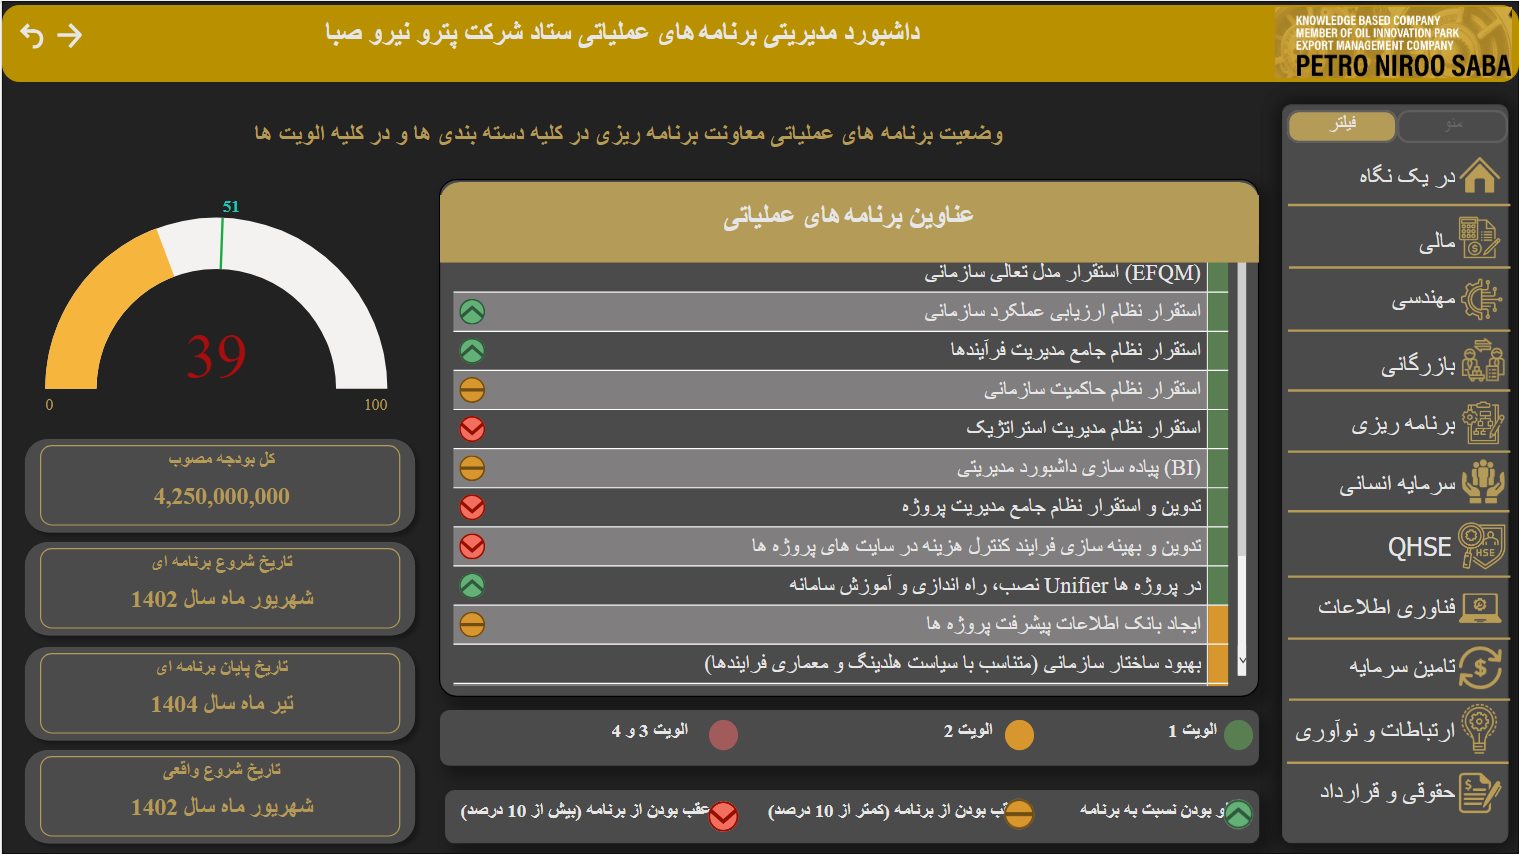 داشبورد مدیریتی برنامه های عملیاتی ستاد شرکت پترو نیرو صبا
KNOWLEDGE BASED COMPANY
MEMBER OF OIL INNOVATION PARK
EXPORT MANAGEMENT COMPANY
PETRO NIROO SABA
منو
فیلتر
در یک نگاه
مالی
مهندسی
بازرگانی
برنامه ریزی
سرمایه انسانی
QHSE
HSE
فناوری اطلاعات
تامین سرمایه
ارتباطات و نوآوری
حقوقی و قرارداد
وضعیت برنامه های عملیاتی معاونت برنامه ریزی در کلیه دسته بندی ها و در کلیه الویت ها
عناوین برنامه های عملیاتی
استقرار مدل تعالی سازمانی (EFQM)
استقرار نظام ارزیابی عملکرد سازمانی
استقرار نظام جامع مدیریت فرآیندها
استقرار نظام حاکمیت سازمانی
استقرار نظام مدیریت استراتژیک
پیاده سازی داشبورد مدیریتی (BI)
تدوین و استقرار نظام جامع مدیریت پروژه
تدوین و بهینه سازی فرایند کنترل هزینه در سایت های پروژه ها
نصب، راه اندازی و آموزش سامانه Unifier در پروژه ها
ایجاد بانک اطلاعات پیشرفت پروژه ها
بهبود ساختار سازمانی (متناسب با سیاست هلدینگ و معماری فرایندها)
الویت 1
الویت 2
الویت 3 و 4
و بودن نسبت به برنامه
قب بودن از برنامه (کمتر از 10 درصد)
عقب بودن از برنامه (بیش از 10 درصد)
51
39
0
100
کل بودجه مصوب
4,250,000,000
تاریخ شروع برنامه ای
شهریور ماه سال 1402
تاریخ پایان برنامه ای
تیر ماه سال 1404
تاریخ شروع واقعی
شهریور ماه سال 1402